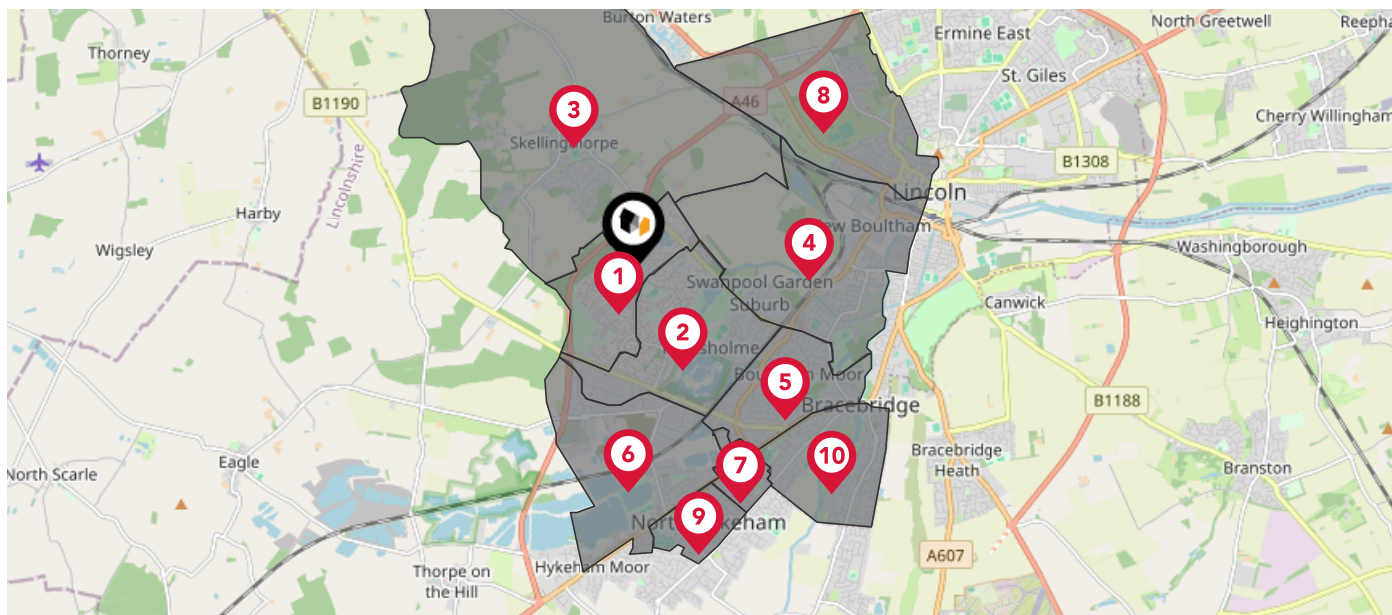 Burton Waters
North Greetwell
Ermine East
Thorney
St. Giles
8
A46
B1190
3
Cherry Willingham
Skellingthorpe
B1308
Lincolnshire
Lincoln
Harby
New Boultham
4
Wigsley
Washingborough
1
Swanpool Garden
Suburb
Canwick
2
Heighington
5
Boultham Moor
B1188
Bracebridge
6
7
10
Eagle
Bracebridge
Heath
North Scarle
Branston
9
North Hykeham
A607
Hykeham Moor
Thorpe on
the Hill